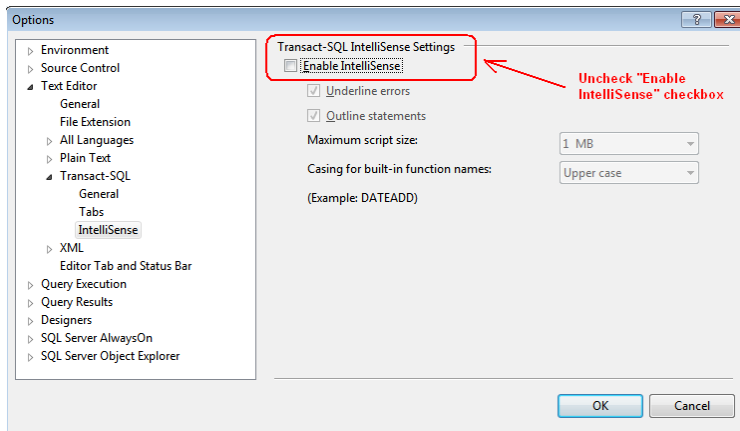 Options
Environment
Source Control
Text Editor
General
File Extension
All Languages
Plain Text
Transact-SQL
General
Tabs
IntelliSense
XML
Editor Tab and Status Bar
Query Execution
Query Results
Designers
SQL Server AlwaysOn
SQL Server Object Explorer
Transact-SQL IntelliSense Settings
Enable IntelliSense
Underline errors
Outline statements
Maximum script size:
1 MB
Casing for built-in function names:
Upper case
(Example: DATEADD)
Uncheck "Enable
IntelliSense" checkbox
OK
Cancel